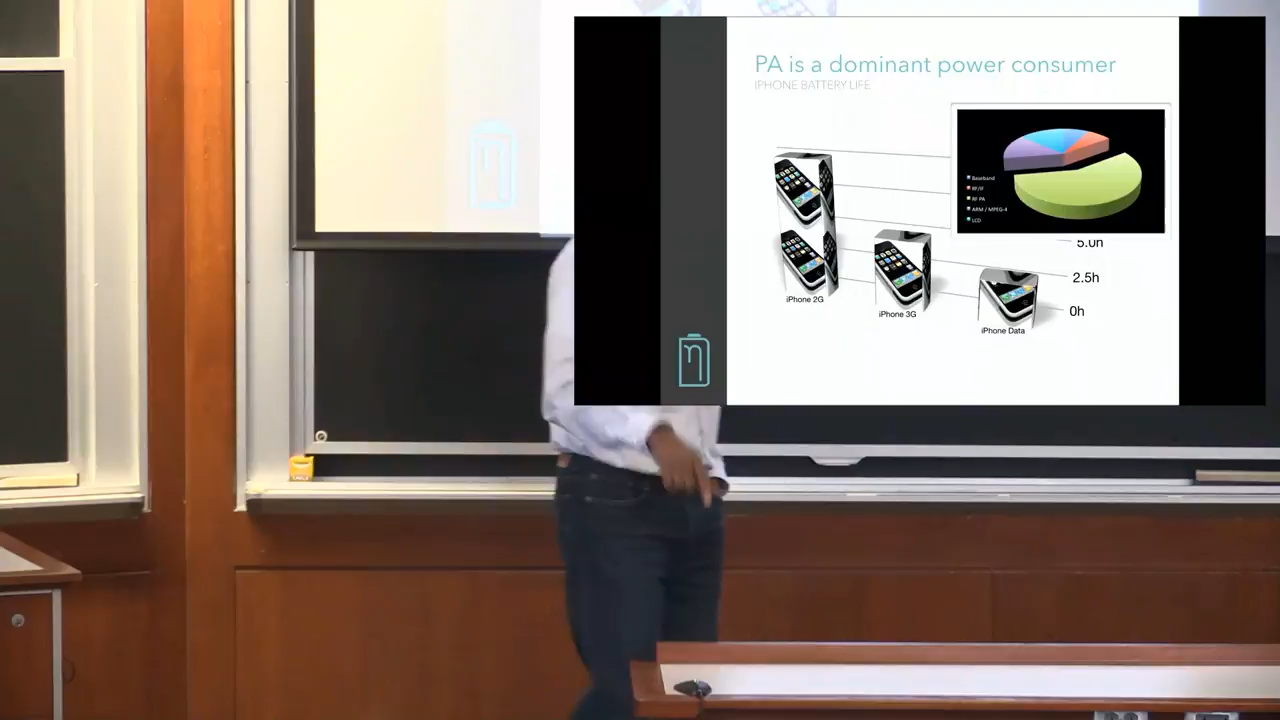 PA is a dominant power consumer
IPHONE BATTERY LIFE
Baseband
RF/IF
RF PA
ARM / MPEG-4
LCD
5.0h
2.5h
0h
iPhone 2G
iPhone 3G
iPhone Data
η
η